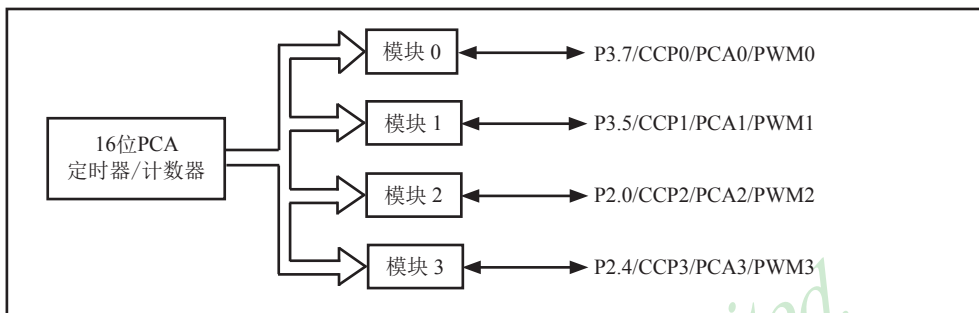 模块 0
P3.7/CCP0/PCA0/PWM0
模块 1
P3.5/CCP1/PCA1/PWM1
16位PCA
定时器/计数器
模块 2
P2.0/CCP2/PCA2/PWM2
模块 3
P2.4/CCP3/PCA3/PWM3